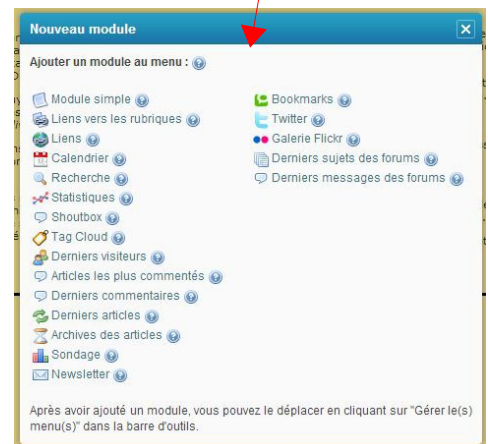 Nouveau module
Ajouter un module au menu :
Module simple
Liens vers les rubriques
Liens
Calendrier
Recherche
Statistiques
Shoutbox
Tag Cloud
Derniers visiteurs
Articles les plus commentés
Derniers commentaires
Derniers articles
Archives des articles
Sondage
Newsletter
Bookmarks
Twitter
Galerie Flickr
Derniers sujets des forums
Derniers messages des forums
Après avoir ajouté un module, vous pouvez le déplacer en cliquant sur "Gérer le(s)
menu(s)" dans la barre d'outils.